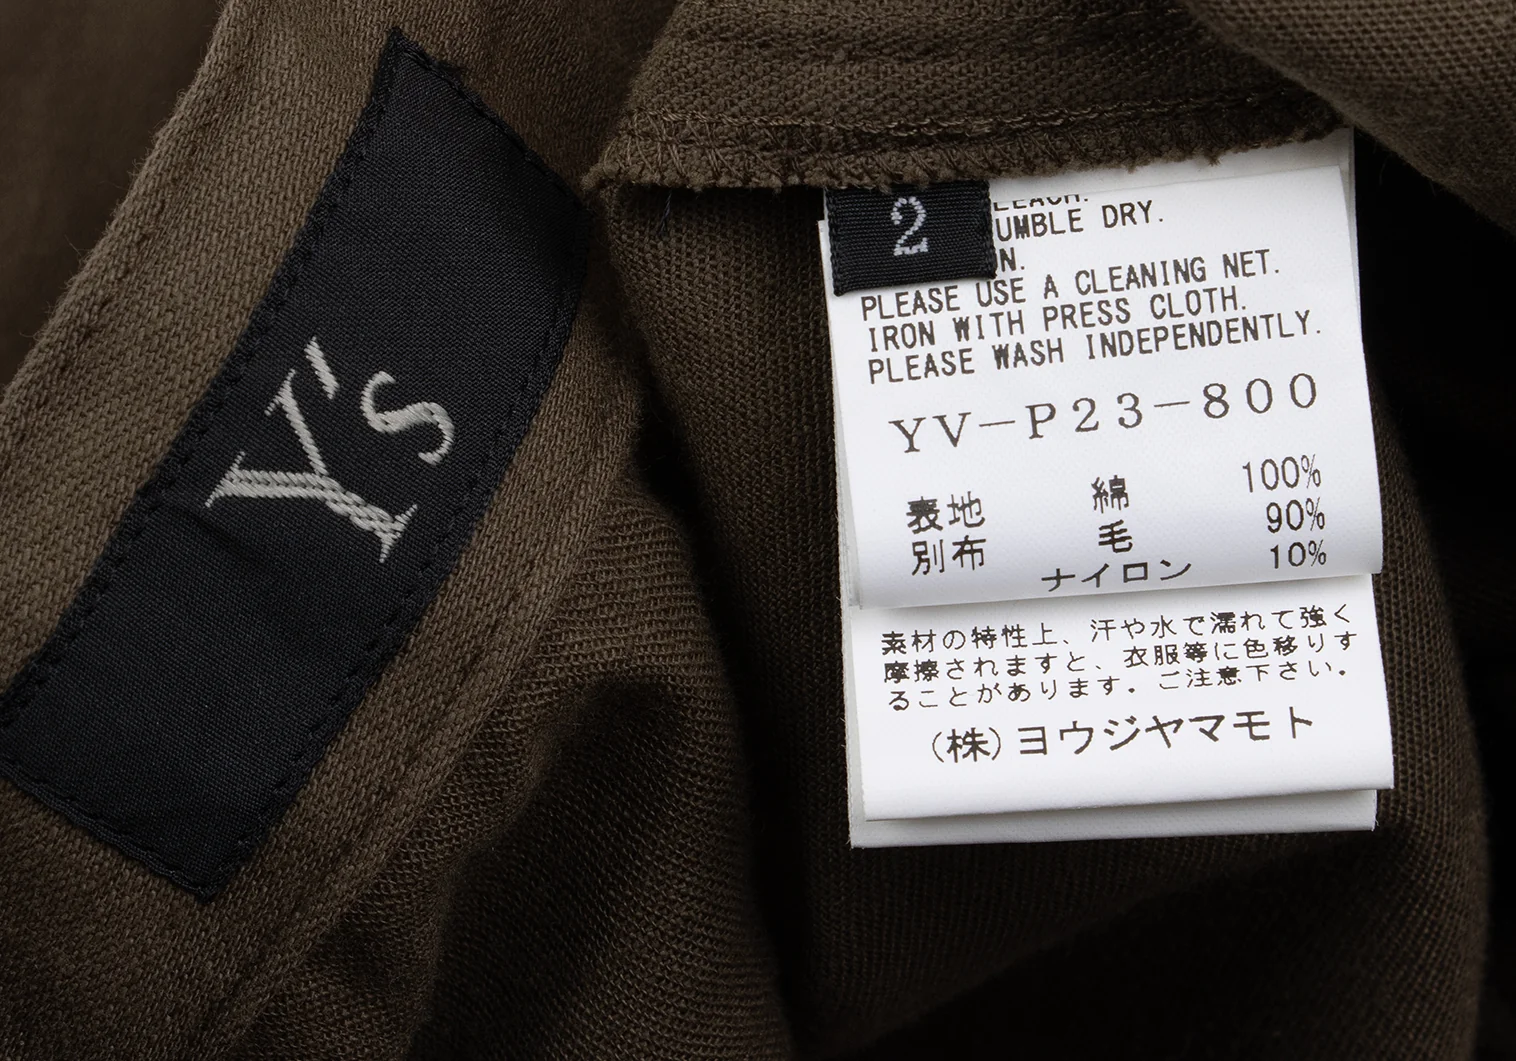 Y's
2
UMBLE DRY.
PLEASE USE A CLEANING NET.
IRON WITH PRESS CLOTH.
PLEASE WASH INDEPENDENTLY.
YV-P23-800
表地 綿 100%
別布 毛 90%
ナイロン 10%
素材の特性上、汗や水で濡れて強く
摩擦されますと、衣服等に色移りす
ることがあります。ご注意下さい。
(株)ヨウジヤマモト